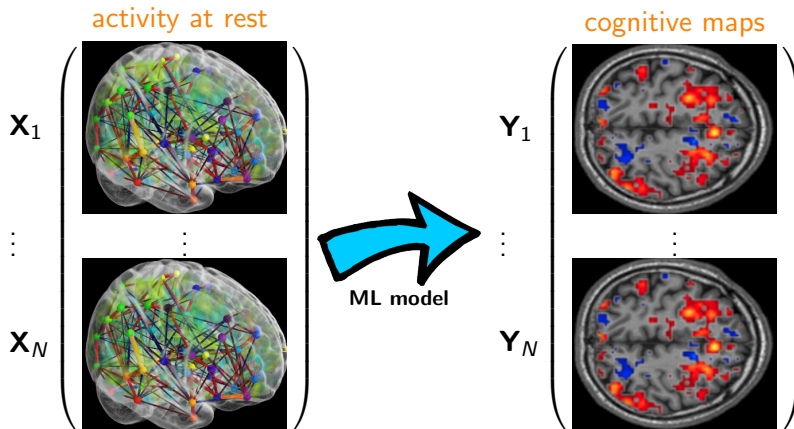 activity at rest
cognitive maps
X1
Y1
⋮
⋮
⋮
⋮
ML model
XN
YN